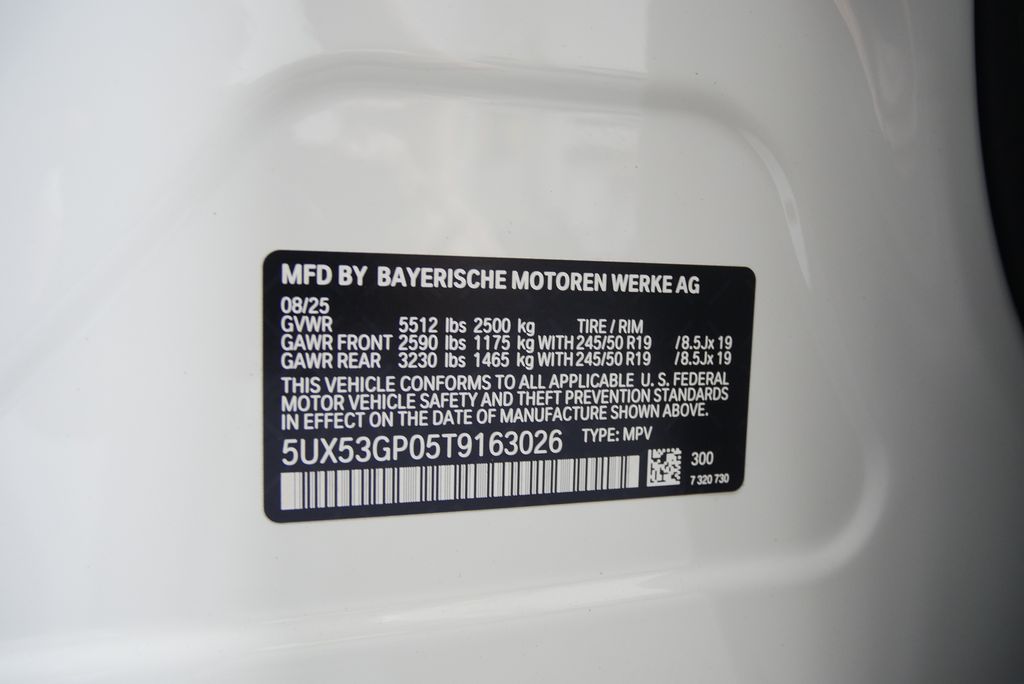 MFD BY BAYERISCHE MOTOREN WERKE AG
08/25
GVWR 5512 lbs 2500 kg TIRE / RIM
GAWR FRONT 2590 lbs 1175 kg WITH 245/50 R19 /8.5Jx 19
GAWR REAR 3230 lbs 1465 kg WITH 245/50 R19 /8.5Jx 19
THIS VEHICLE CONFORMS TO ALL APPLICABLE U. S. FEDERAL
MOTOR VEHICLE SAFETY AND THEFT PREVENTION STANDARDS
IN EFFECT ON THE DATE OF MANUFACTURE SHOWN ABOVE.
5UX53GP05T9163026 TYPE: MPV
300
7 320 730